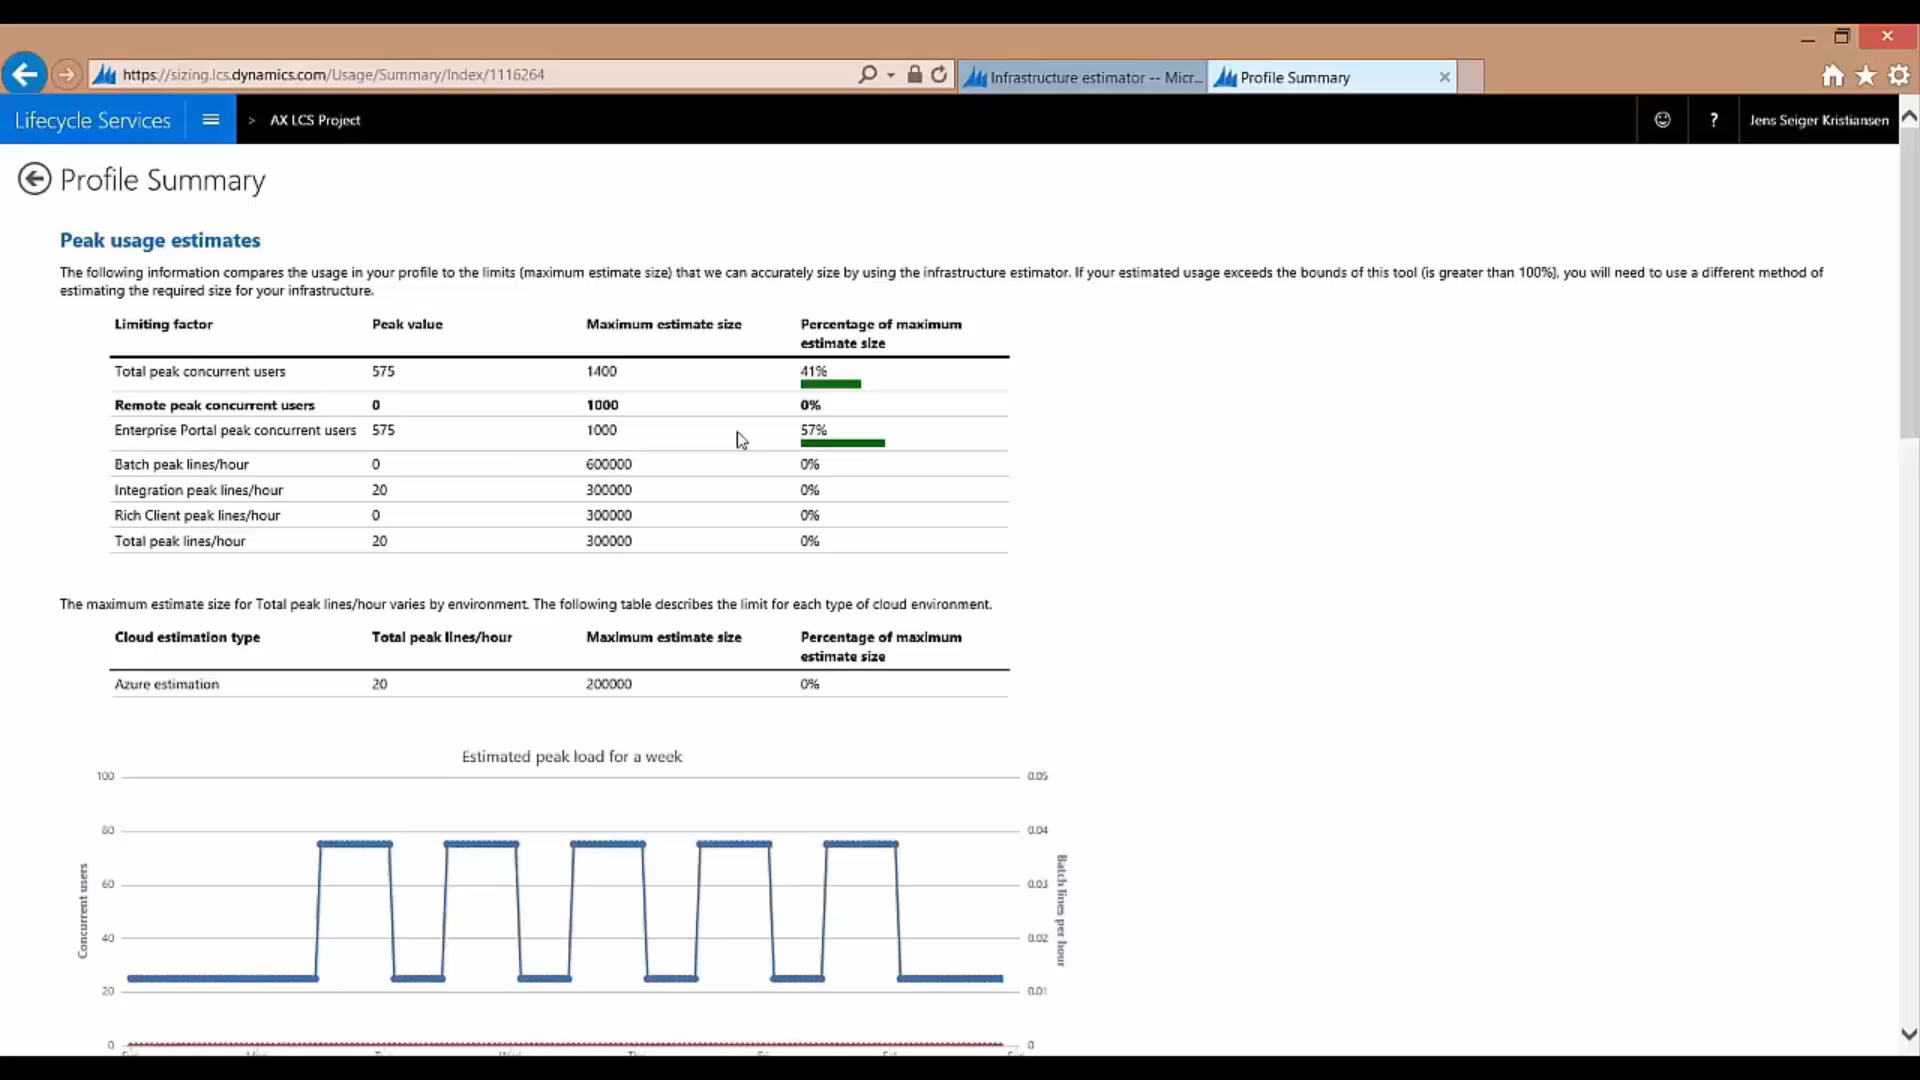 https://sizing.lcs.dynamics.com/Usage/Summary/Index/1116264
Infrastructure estimator -- Micr...
Profile Summary
Lifecycle Services
> AX LCS Project
?
Jens Seiger Kristiansen
Profile Summary
Peak usage estimates
The following information compares the usage in your profile to the limits (maximum estimate size) that we can accurately size by using the infrastructure estimator. If your estimated usage exceeds the bounds of this tool (is greater than 100%), you will need to use a different method of
estimating the required size for your infrastructure.
Limiting factor Peak value Maximum estimate size Percentage of maximum
estimate size
Total peak concurrent users 575 1400 41%
Remote peak concurrent users 0 1000 0%
Enterprise Portal peak concurrent users 575 1000 57%
Batch peak lines/hour 0 600000 0%
Integration peak lines/hour 20 300000 0%
Rich Client peak lines/hour 0 300000 0%
Total peak lines/hour 20 300000 0%
The maximum estimate size for Total peak lines/hour varies by environment. The following table describes the limit for each type of cloud environment.
Cloud estimation type Total peak lines/hour Maximum estimate size Percentage of maximum
estimate size
Azure estimation 20 200000 0%
Estimated peak load for a week
100 0.05
80 0.04
60 0.03
40 0.02
20 0.01
0 0
Concurrent users
Batch lines per hour